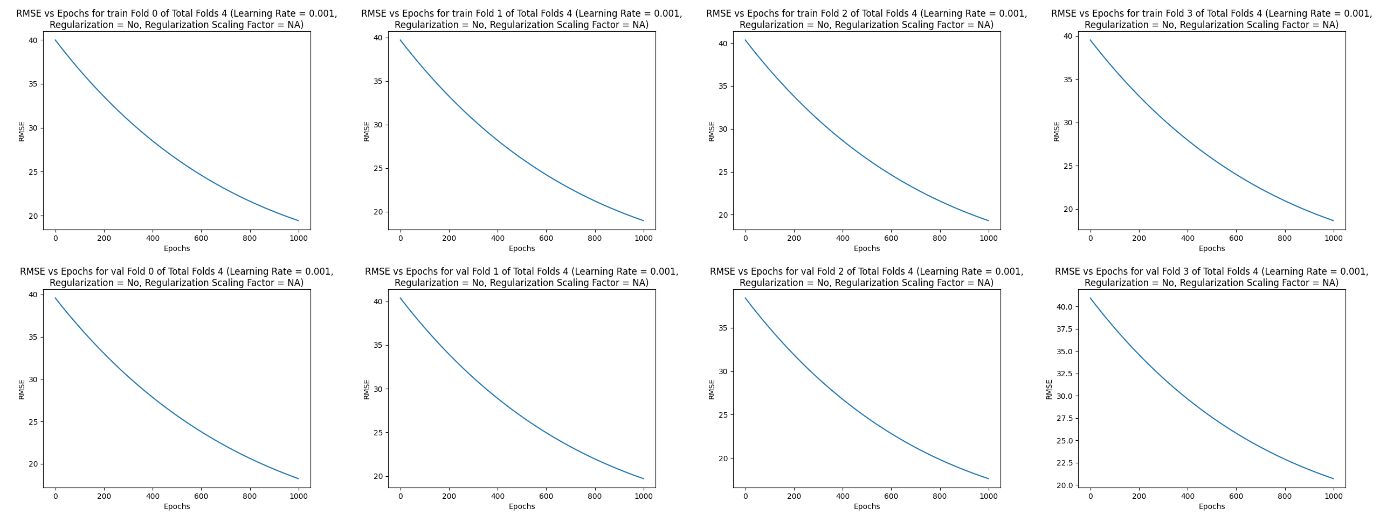 RMSE vs Epochs for train Fold 0 of Total Folds 4 (Learning Rate = 0.001,
Regularization = No, Regularization Scaling Factor = NA)
40
35
30
25
20
RMSE
0 200 400 600 800 1000
Epochs
RMSE vs Epochs for train Fold 1 of Total Folds 4 (Learning Rate = 0.001,
Regularization = No, Regularization Scaling Factor = NA)
40
35
30
25
20
RMSE
0 200 400 600 800 1000
Epochs
RMSE vs Epochs for train Fold 2 of Total Folds 4 (Learning Rate = 0.001,
Regularization = No, Regularization Scaling Factor = NA)
40
35
30
25
20
RMSE
0 200 400 600 800 1000
Epochs
RMSE vs Epochs for train Fold 3 of Total Folds 4 (Learning Rate = 0.001,
Regularization = No, Regularization Scaling Factor = NA)
40
35
30
25
20
RMSE
0 200 400 600 800 1000
Epochs
RMSE vs Epochs for val Fold 0 of Total Folds 4 (Learning Rate = 0.001,
Regularization = No, Regularization Scaling Factor = NA)
40
35
30
25
20
RMSE
0 200 400 600 800 1000
Epochs
RMSE vs Epochs for val Fold 1 of Total Folds 4 (Learning Rate = 0.001,
Regularization = No, Regularization Scaling Factor = NA)
40
35
30
25
20
RMSE
0 200 400 600 800 1000
Epochs
RMSE vs Epochs for val Fold 2 of Total Folds 4 (Learning Rate = 0.001,
Regularization = No, Regularization Scaling Factor = NA)
35
30
25
20
RMSE
0 200 400 600 800 1000
Epochs
RMSE vs Epochs for val Fold 3 of Total Folds 4 (Learning Rate = 0.001,
Regularization = No, Regularization Scaling Factor = NA)
40.0
37.5
35.0
32.5
30.0
27.5
25.0
22.5
20.0
RMSE
0 200 400 600 800 1000
Epochs